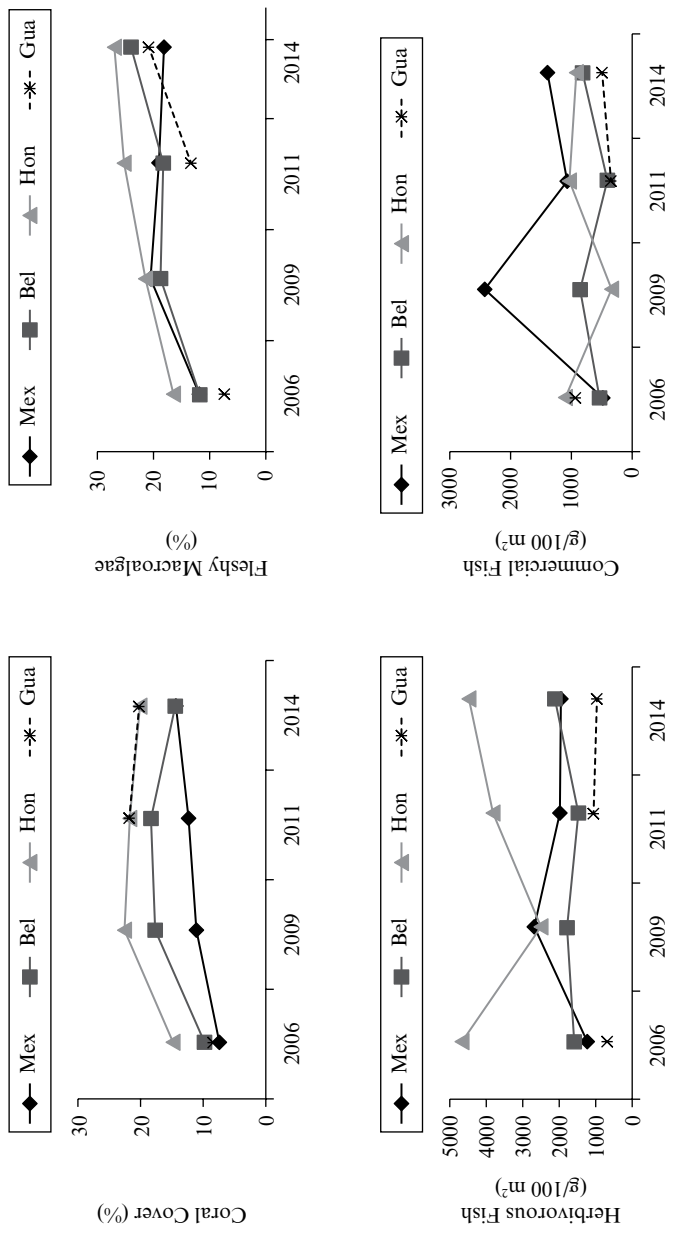 Mex Bel Hon Gua
30
20
10
0
2006 2009 2011 2014
Coral Cover (%)
Mex Bel Hon Gua
30
20
10
0
2006 2009 2011 2014
Fleshy Macroalgae
(%)
Mex Bel Hon Gua
5000
4000
3000
2000
1000
0
2006 2009 2011 2014
Herbivorous Fish
(g/100 m²)
Mex Bel Hon Gua
3000
2000
1000
0
2006 2009 2011 2014
Commercial Fish
(g/100 m²)